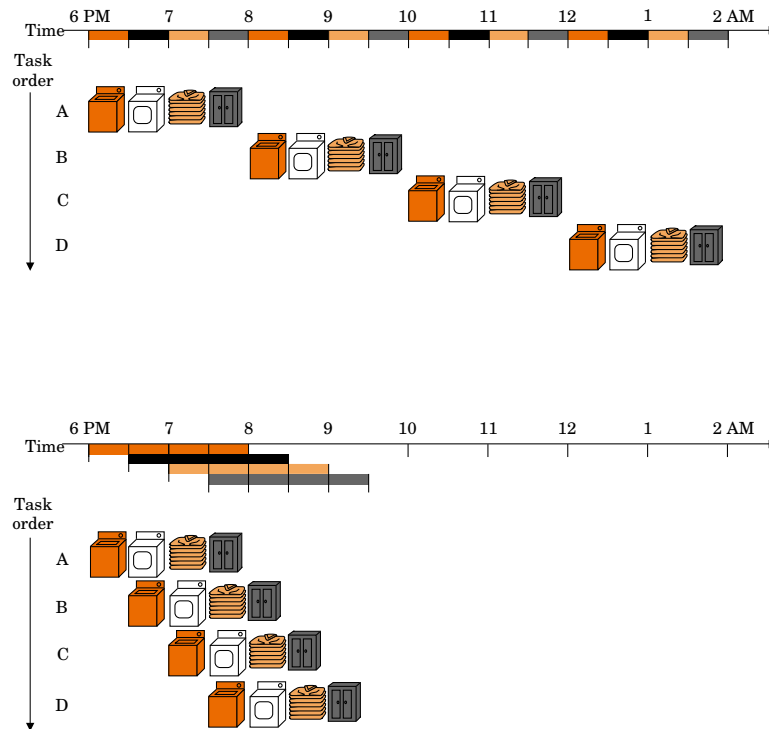 6 PM 7 8 9 10 11 12 1 2 AM
Time
Task
order
A
B
C
D
6 PM 7 8 9 10 11 12 1 2 AM
Time
Task
order
A
B
C
D